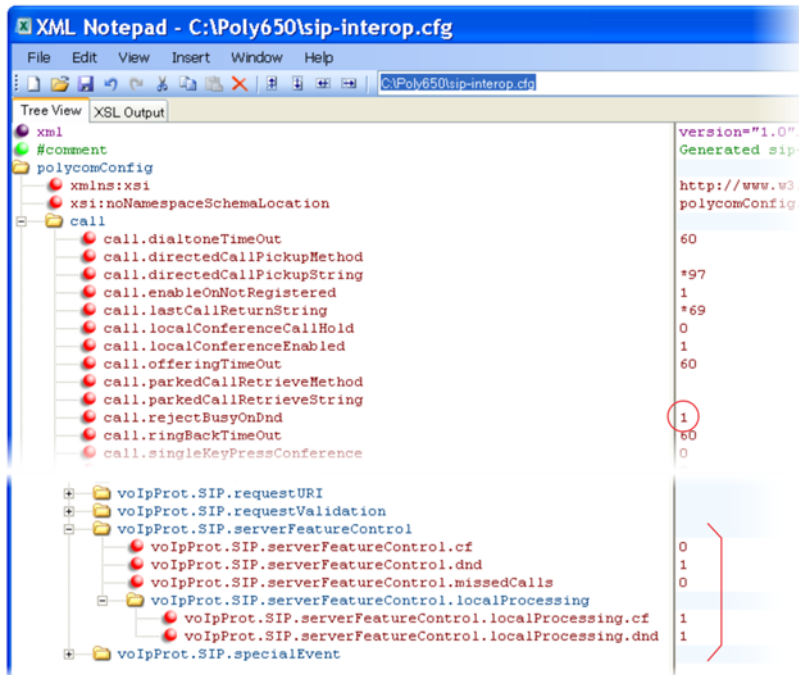 XML Notepad - C:\Poly650\sip-interop.cfg
File Edit View Insert Window Help
C:\Poly650\sip-interop.cfg
Tree View XSL Output
xml version="1.0"
#comment Generated sip-
polycomConfig
xmlns:xsi http://www.w3.
xsi:noNamespaceSchemaLocation polycomConfig.
call
call.dialtoneTimeOut 60
call.directedCallPickupMethod
call.directedCallPickupString *97
call.enableOnNotRegistered 1
call.lastCallReturnString *69
call.localConferenceCallHold 0
call.localConferenceEnabled 1
call.offeringTimeOut 60
call.parkedCallRetrieveMethod
call.parkedCallRetrieveString
call.rejectBusyOnDnd 1
call.ringBackTimeOut 60
call.singleKeyPressConference 0
voIpProt.SIP.requestURI
voIpProt.SIP.requestValidation
voIpProt.SIP.serverFeatureControl
voIpProt.SIP.serverFeatureControl.cf 0
voIpProt.SIP.serverFeatureControl.dnd 1
voIpProt.SIP.serverFeatureControl.missedCalls 0
voIpProt.SIP.serverFeatureControl.localProcessing
voIpProt.SIP.serverFeatureControl.localProcessing.cf 1
voIpProt.SIP.serverFeatureControl.localProcessing.dnd 1
voIpProt.SIP.specialEvent